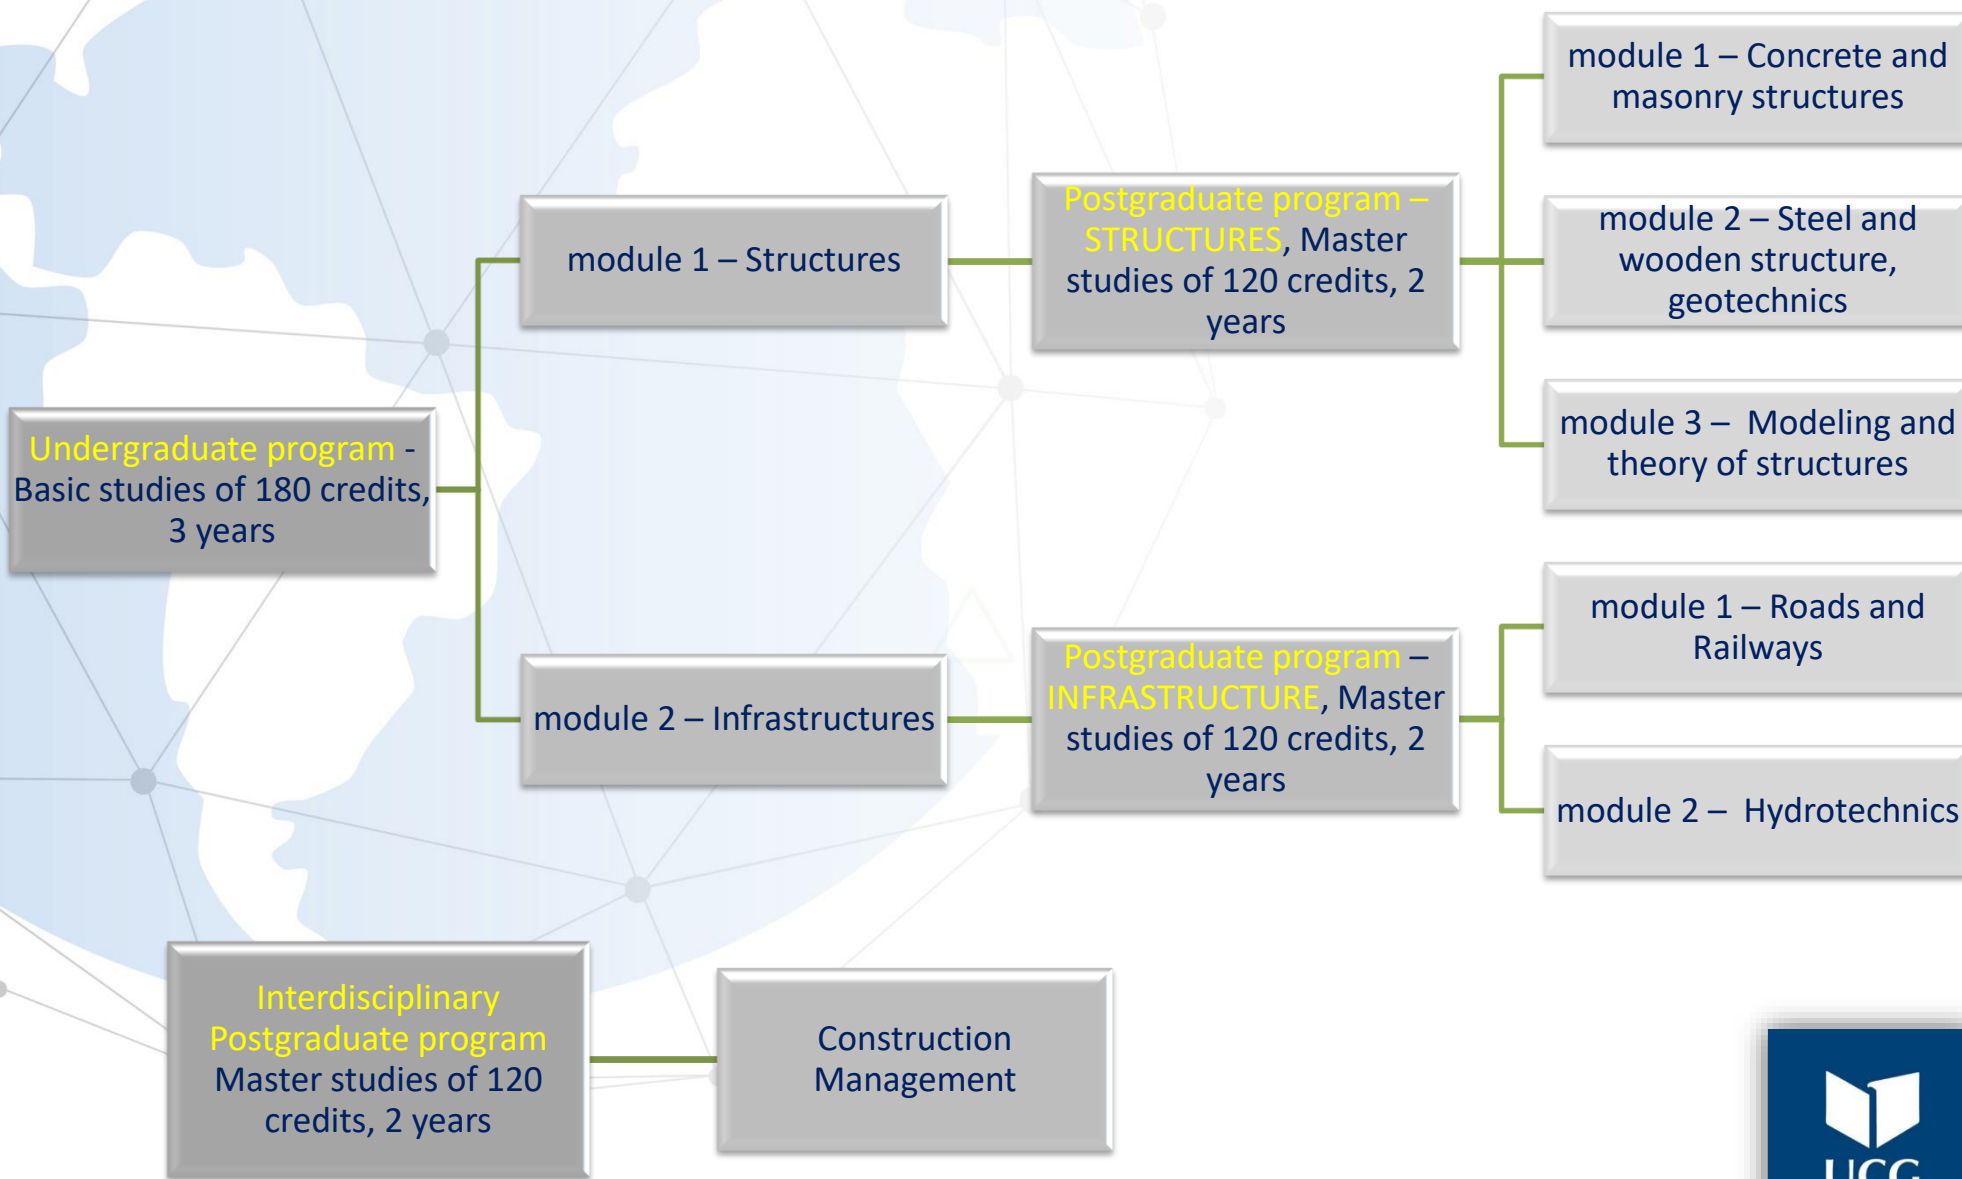 Undergraduate program -
Basic studies of 180 credits,
3 years
module 1 – Structures
Postgraduate program –
STRUCTURES, Master
studies of 120 credits, 2
years
module 1 – Concrete and
masonry structures
module 2 – Steel and
wooden structure,
geotechnics
module 3 –  Modeling and
theory of structures
module 2 – Infrastructures
Postgraduate program –
INFRASTRUCTURE, Master
studies of 120 credits, 2
years
module 1 – Roads and
Railways
module 2 –  Hydrotechnics
Interdisciplinary
Postgraduate program
Master studies of 120
credits, 2 years
Construction
Management
UCG